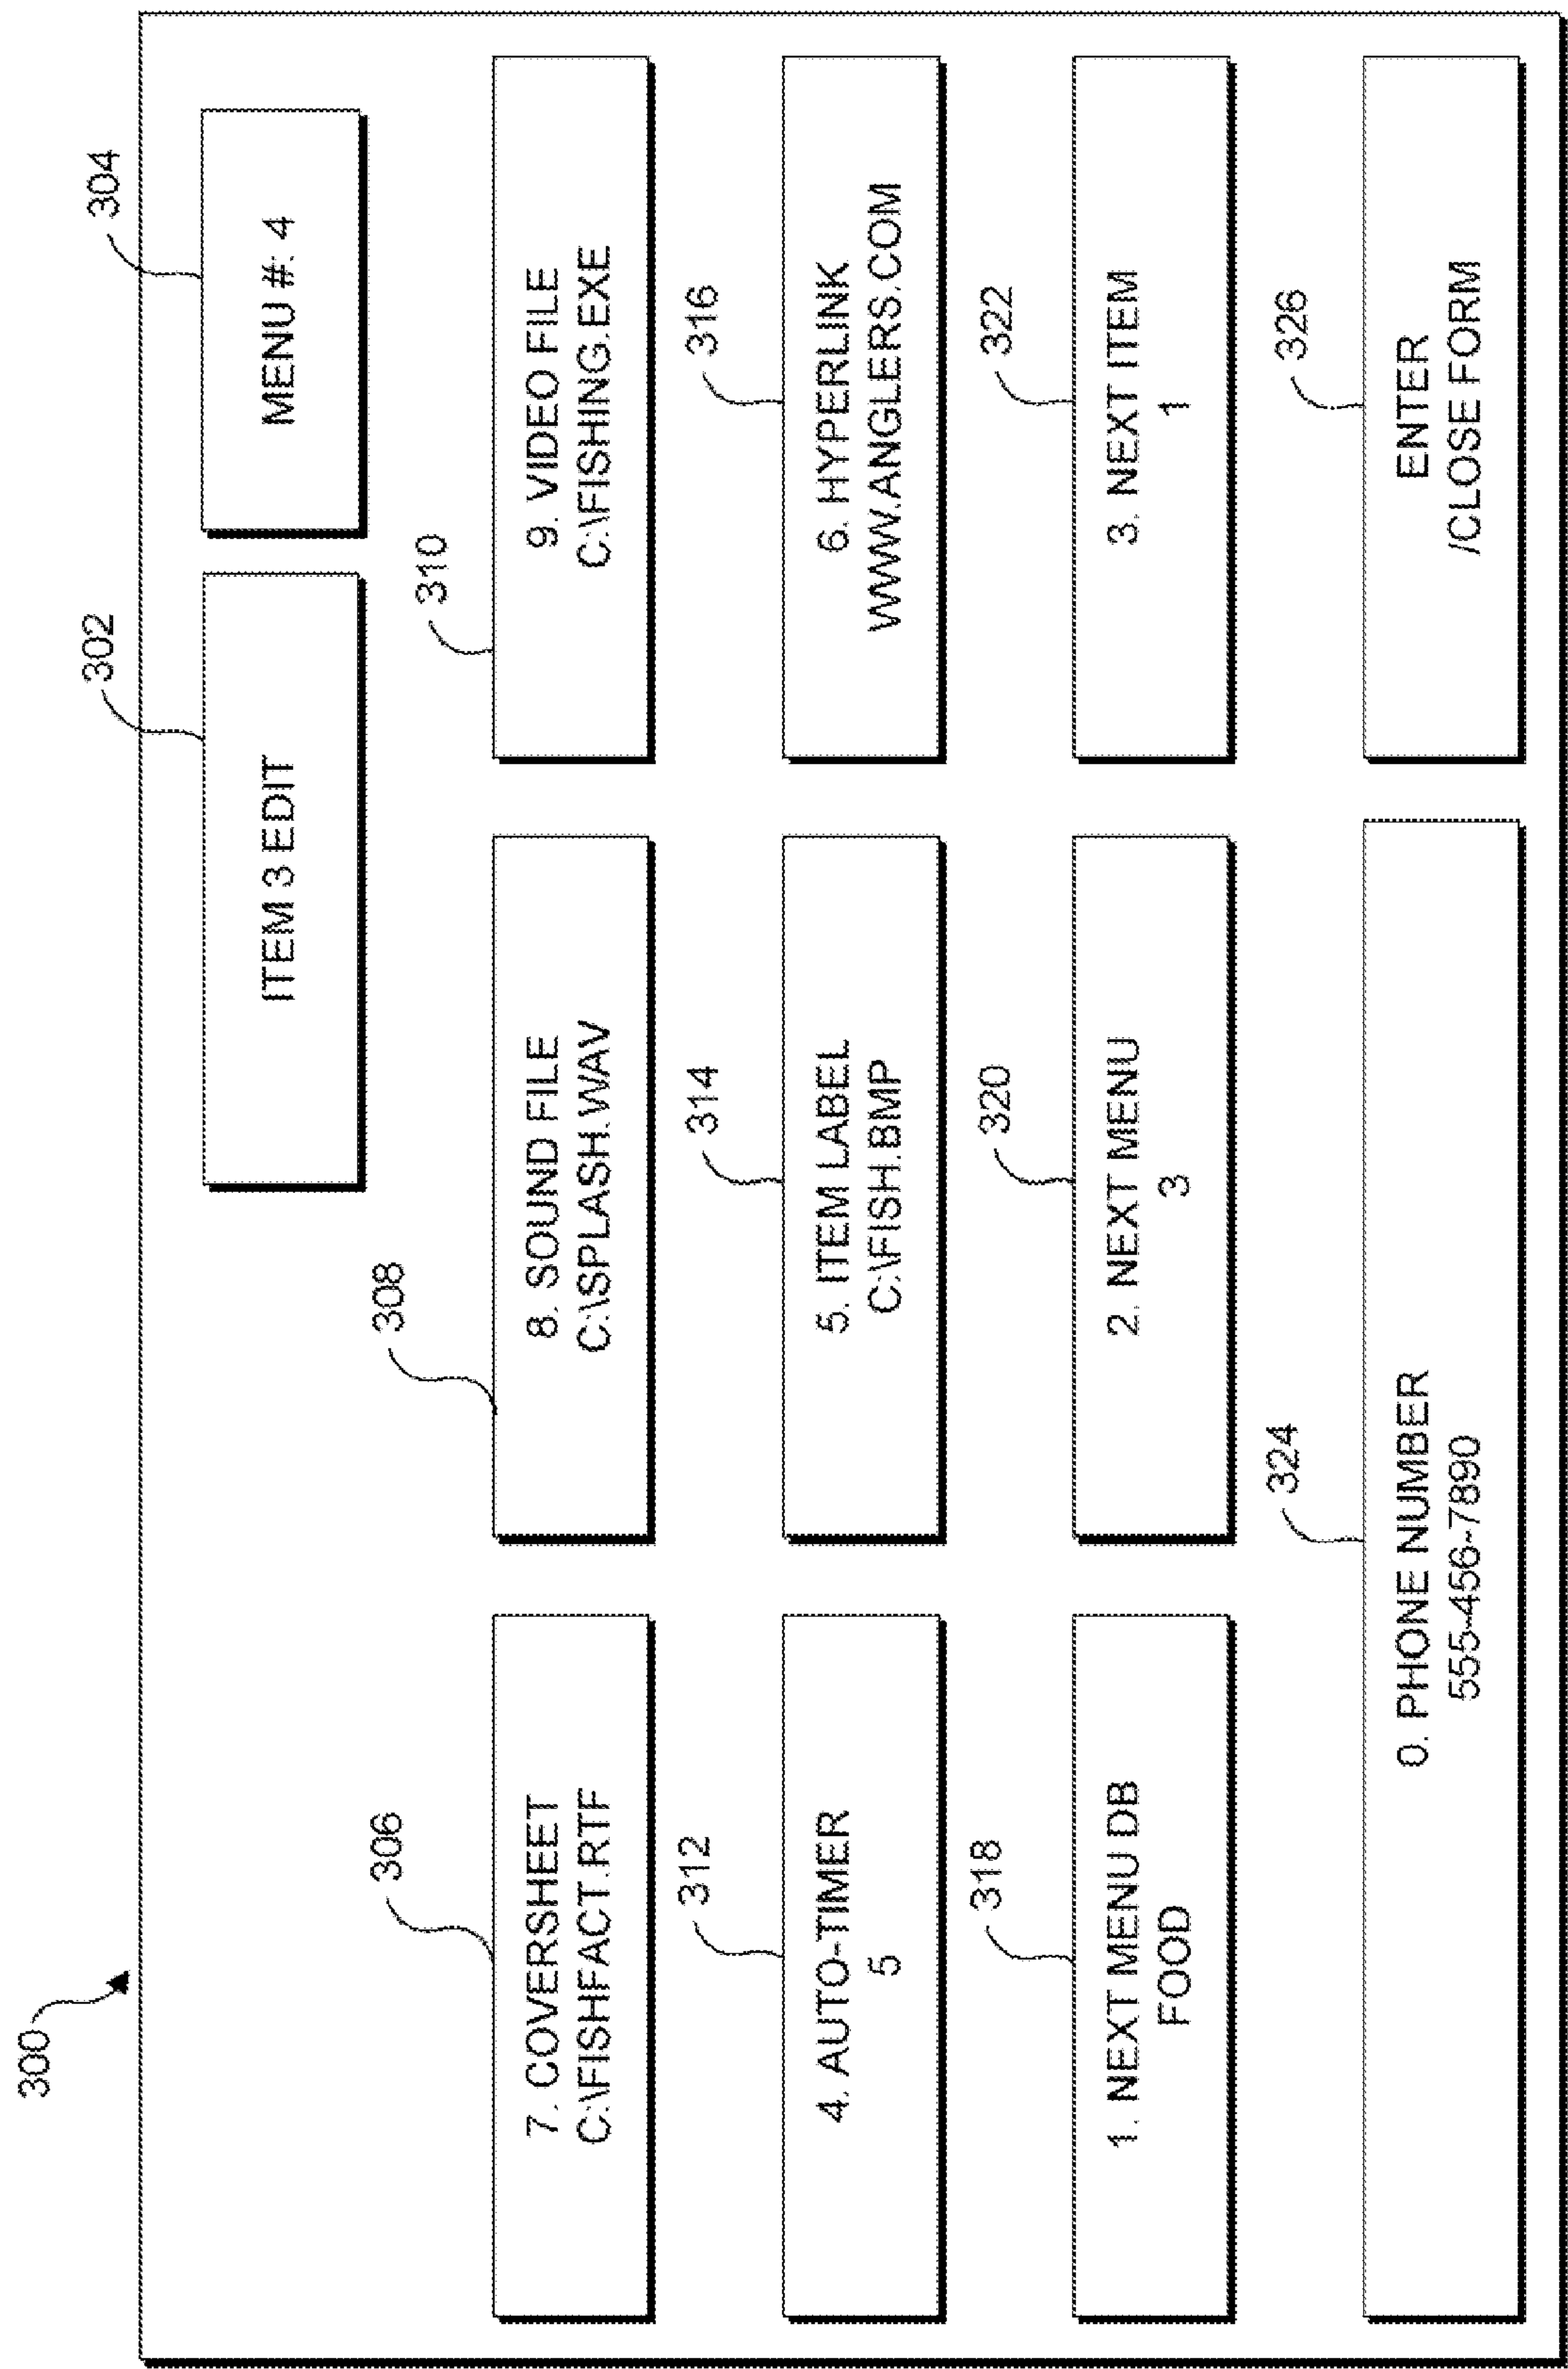 300
302
304
ITEM 3 EDIT
MENU #: 4
306
308
310
7. COVERSHEET
C:\FISHFACT.RTF
8. SOUND FILE
C:\SPLASH.WAV
9. VIDEO FILE
C:\FISHING.EXE
312
314
316
4. AUTO-TIMER
5
5. ITEM LABEL
C:\FISH.BMP
6. HYPERLINK
WWW.ANGLERS.COM
318
320
322
1. NEXT MENU DB
FOOD
2. NEXT MENU
3
3. NEXT ITEM
1
324
326
0. PHONE NUMBER
555-456-7890
ENTER
/CLOSE FORM